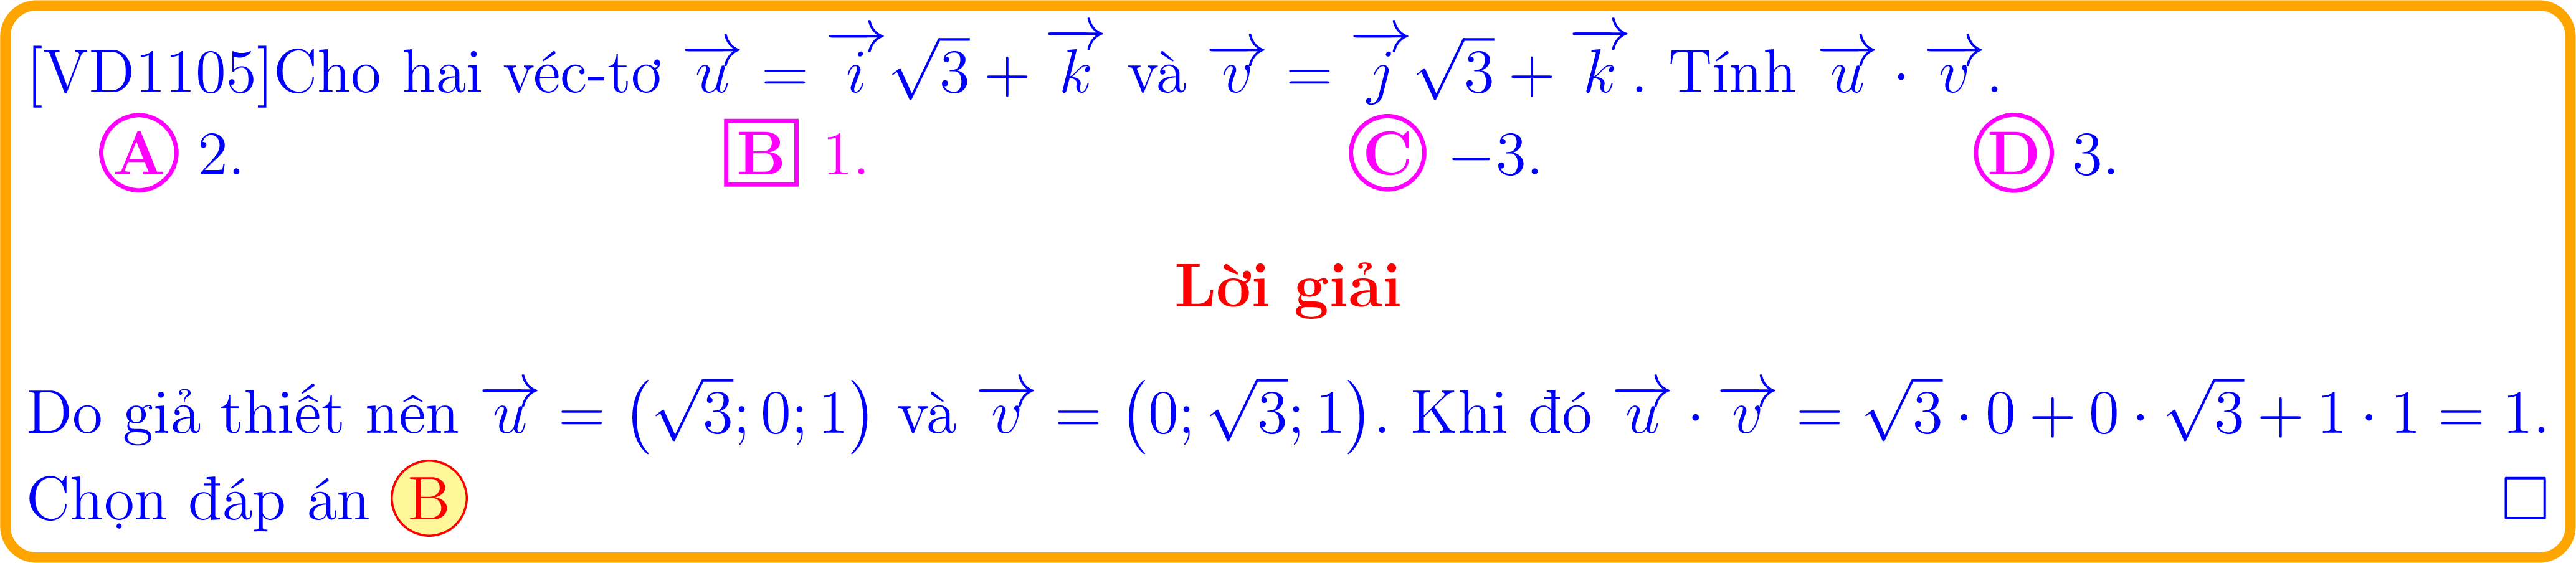 [VD1105]Cho hai véc-tơ $\overrightarrow{u} = \overrightarrow{i}\sqrt{3} + \overrightarrow{k}$ và $\overrightarrow{v} = \overrightarrow{j}\sqrt{3} + \overrightarrow{k}$. Tính $\overrightarrow{u} \cdot \overrightarrow{v}$.
A 2. B 1. C −3. D 3.
Lời giải
Do giả thiết nên $\overrightarrow{u} = (\sqrt{3}; 0; 1)$ và $\overrightarrow{v} = (0; \sqrt{3}; 1)$. Khi đó $\overrightarrow{u} \cdot \overrightarrow{v} = \sqrt{3} \cdot 0 + 0 \cdot \sqrt{3} + 1 \cdot 1 = 1$.
Chọn đáp án B □